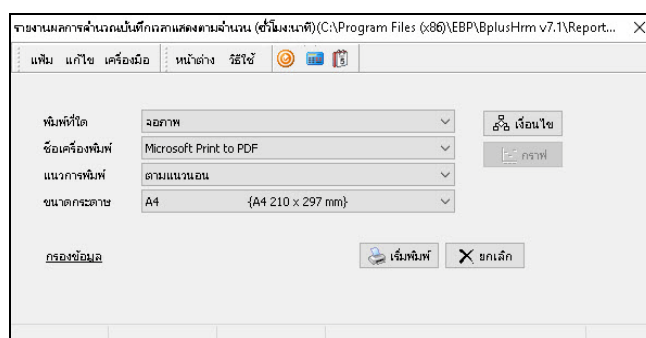 รายงานผลการคำนวณบันทึกเวลาแสดงตามจำนวน (ชั่วโมง:นาที)(C:\Program Files (x86)\EBP\BplusHrm v7.1\Report...
แฟ้ม แก้ไข เครื่องมือ หน้าต่าง วิธีใช้
พิมพ์ที่ใด จอภาพ เงื่อนไข
ชื่อเครื่องพิมพ์ Microsoft Print to PDF กราฟ
แนวการพิมพ์ ตามแนวนอน
ขนาดกระดาษ A4 {A4 210 x 297 mm}
กรองข้อมูล เริ่มพิมพ์ ยกเลิก